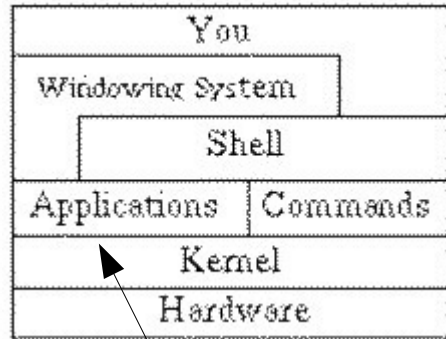 You
Windowing System
Shell
Applications Commands
Kernel
Hardware